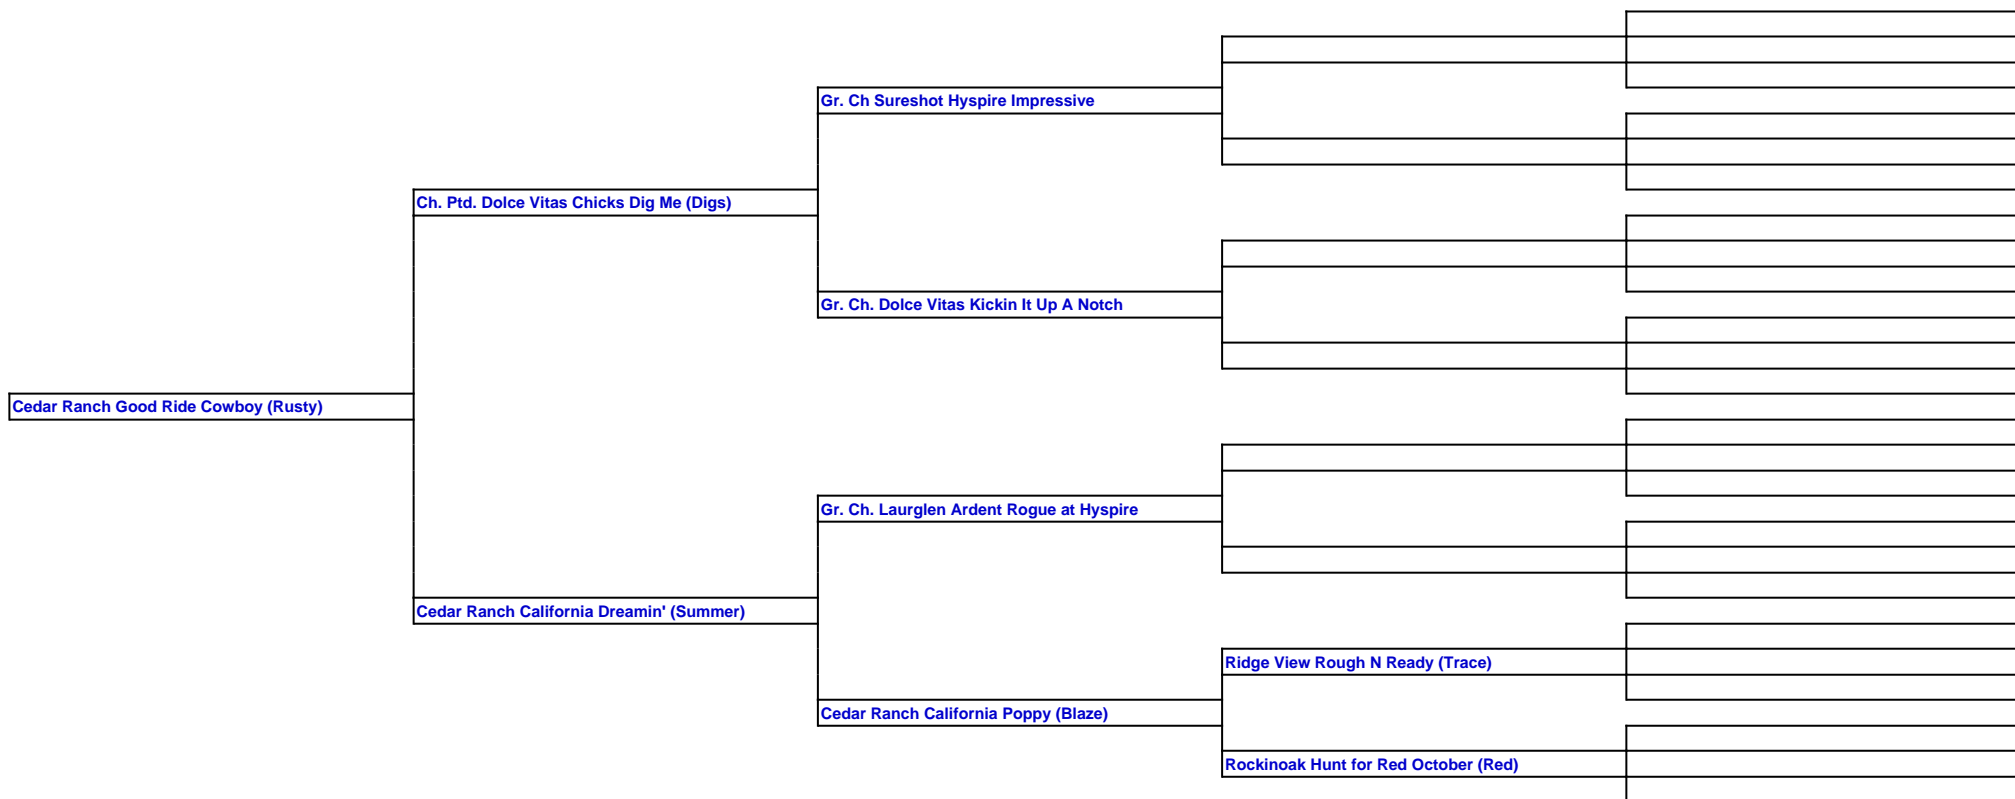 Gr. Ch Sureshot Hyspire Impressive
Ch. Ptd. Dolce Vitas Chicks Dig Me (Digs)
Gr. Ch. Dolce Vitas Kickin It Up A Notch
Cedar Ranch Good Ride Cowboy (Rusty)
Gr. Ch. Laurglen Ardent Rogue at Hyspire
Cedar Ranch California Dreamin' (Summer)
Ridge View Rough N Ready (Trace)
Cedar Ranch California Poppy (Blaze)
Rockinoak Hunt for Red October (Red)